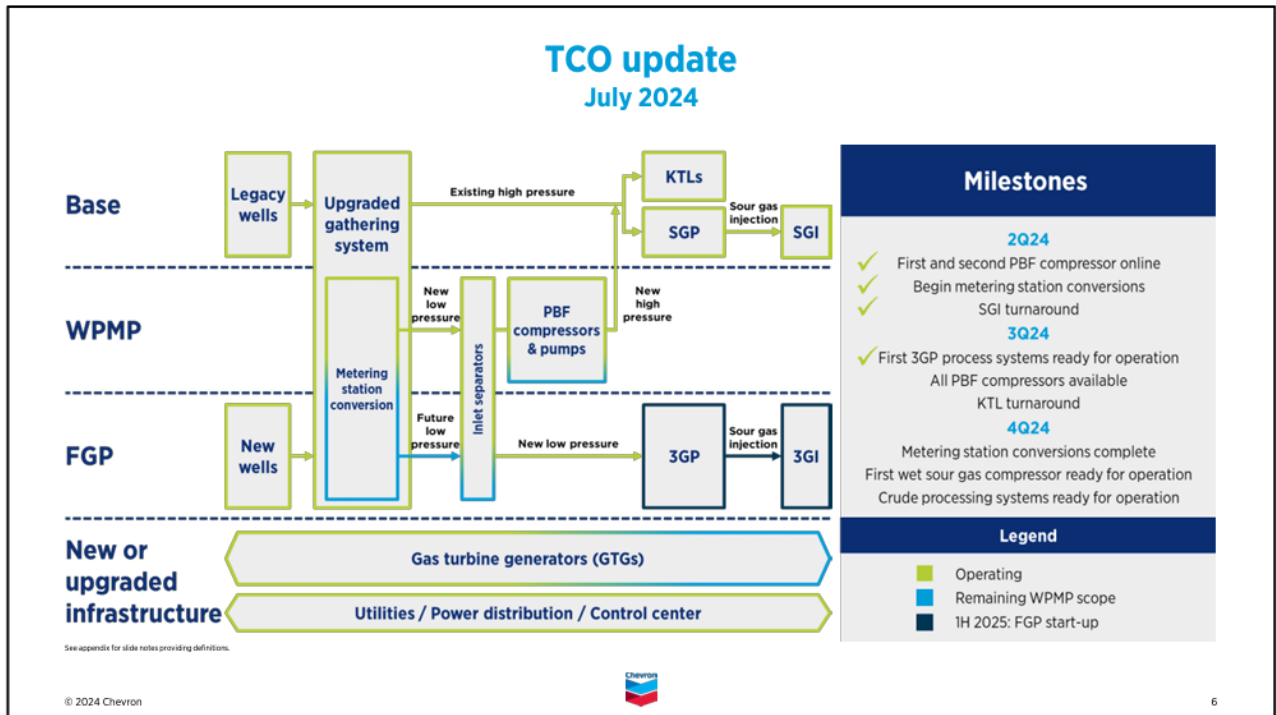 TCO update
July 2024
Base
Legacy
wells
Upgraded
gathering
system
Existing high pressure
KTLs
SGP
Sour gas
injection
SGI
WPMP
Metering
station
conversion
New
low
pressure
Inlet separators
PBF
compressors
& pumps
New
high
pressure
FGP
New
wells
Future
low
pressure
New low pressure
3GP
Sour gas
injection
3GI
New or
upgraded
infrastructure
Gas turbine generators (GTGs)
Utilities / Power distribution / Control center
Milestones
2Q24
First and second PBF compressor online
Begin metering station conversions
SGI turnaround
3Q24
First 3GP process systems ready for operation
All PBF compressors available
KTL turnaround
4Q24
Metering station conversions complete
First wet sour gas compressor ready for operation
Crude processing systems ready for operation
Legend
Operating
Remaining WPMP scope
1H 2025: FGP start-up
See appendix for slide notes providing definitions.
© 2024 Chevron
Chevron
6